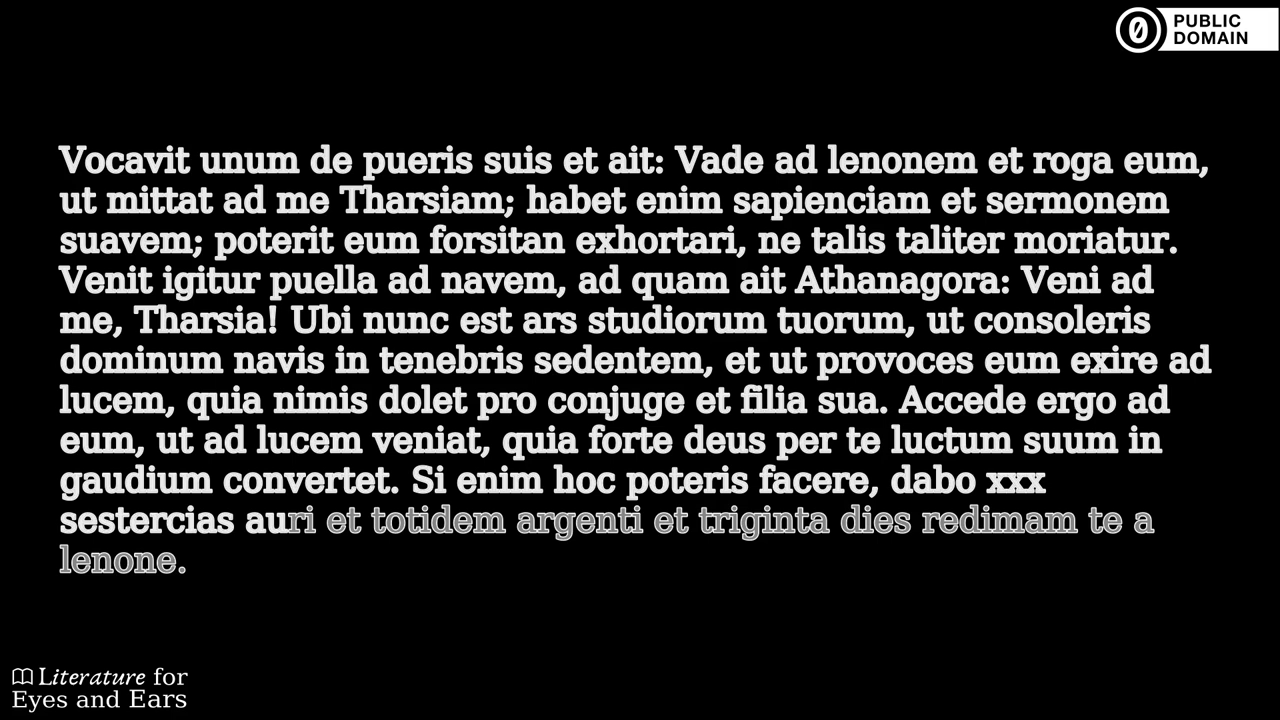 PUBLIC
DOMAIN
Vocavit unum de pueris suis et ait: Vade ad lenonem et roga eum,
ut mittat ad me Tharsiam; habet enim sapienciam et sermonem
suavem; poterit eum forsitan exhortari, ne talis taliter moriatur.
Venit igitur puella ad navem, ad quam ait Athanagora: Veni ad
me, Tharsia! Ubi nunc est ars studiorum tuorum, ut consoleris
dominum navis in tenebris sedentem, et ut provoces eum exire ad
lucem, quia nimis dolet pro conjuge et filia sua. Accede ergo ad
eum, ut ad lucem veniat, quia forte deus per te luctum suum in
gaudium convertet. Si enim hoc poteris facere, dabo xxx
sestercias auri et totidem argenti et triginta dies redimam te a
lenone.
Literature for
Eyes and Ears